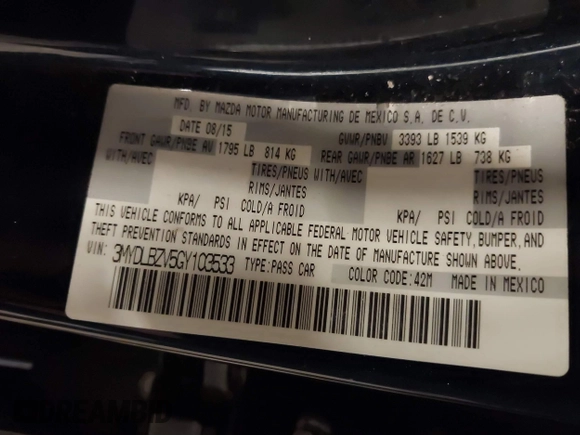 MFD. BY MAZDA MOTOR MANUFACTURING DE MEXICO S.A. DE C.V.
DATE 08/15 GVWR/PNBV 3393 LB 1539 KG
FRONT GAWR/PNBE AV 1795 LB 814 KG REAR GAWR/PNBE AR 1627 LB 738 KG
WITH/AVEC TIRES/PNEUS WITH/AVEC TIRES/PNEUS
RIMS/JANTES RIMS/JANTES
KPA/ PSI COLD/A FROID KPA/ PSI COLD/A FROID
THIS VEHICLE CONFORMS TO ALL APPLICABLE FEDERAL MOTOR VEHICLE SAFETY, BUMPER, AND
THEFT PREVENTION STANDARDS IN EFFECT ON THE DATE OF MANUFACTURE SHOWN ABOVE.
VIN: 3MYDLBZV5GY103533 TYPE:PASS CAR COLOR CODE:42M MADE IN MEXICO
DREAMBID